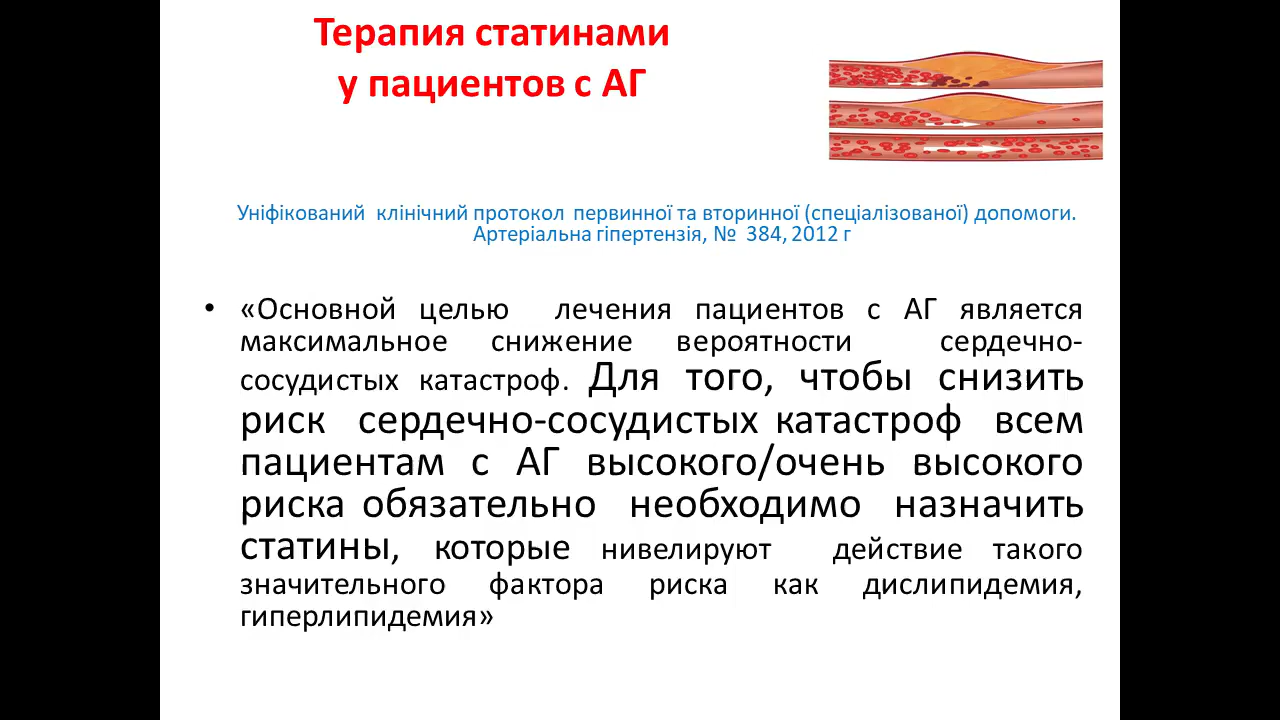 Терапия статинами
у пациентов с АГ
Уніфікований клінічний протокол первинної та вторинної (спеціалізованої) допомоги.
Артеріальна гіпертензія, № 384, 2012 г
• «Основной целью лечения пациентов с АГ является
максимальное снижение вероятности сердечно-
сосудистых катастроф. Для того, чтобы снизить
риск сердечно-сосудистых катастроф всем
пациентам с АГ высокого/очень высокого
риска обязательно необходимо назначить
статины, которые нивелируют действие такого
значительного фактора риска как дислипидемия,
гиперлипидемия»